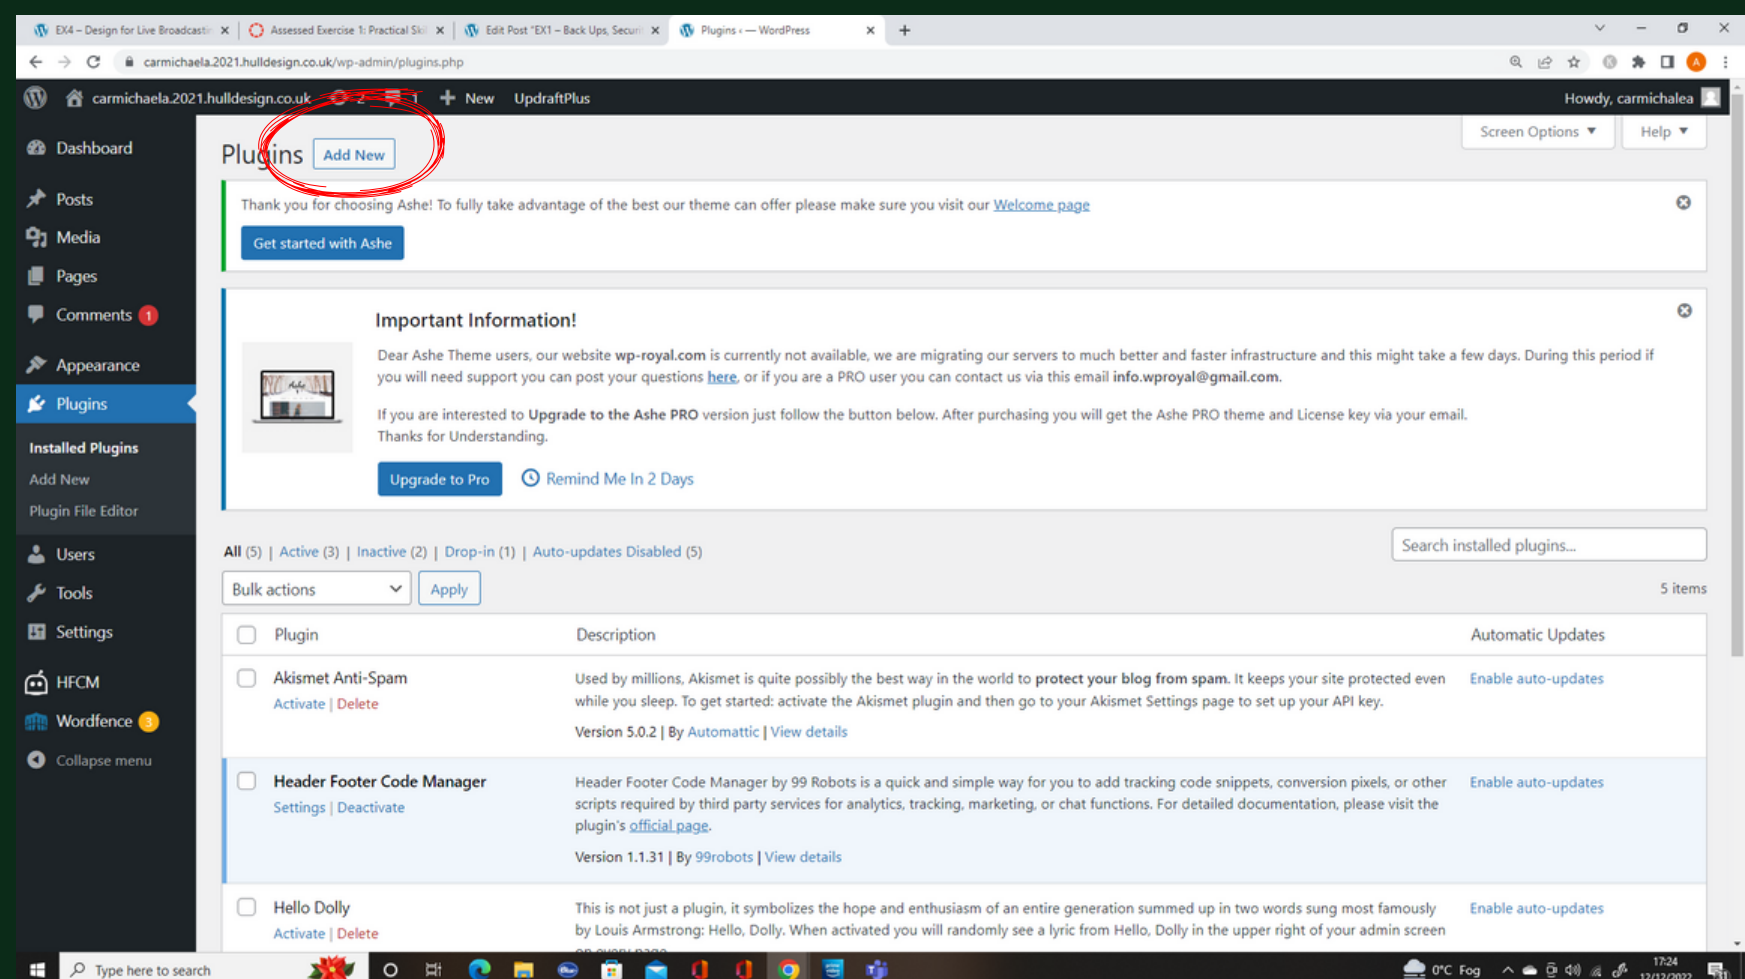 EX4 – Design for Live Broadcastin
Assessed Exercise 1: Practical Skil
Edit Post "EX1 – Back Ups, Securi
Plugins ‹ — WordPress
carmichaela.2021.hulldesign.co.uk/wp-admin/plugins.php
A
carmichaela.2021.hulldesign.co.uk 2 1 New UpdraftPlus
Howdy, carmichalea
Dashboard
Posts
Media
Pages
Comments 1
Appearance
Plugins
Installed Plugins
Add New
Plugin File Editor
Users
Tools
Settings
HFCM
Wordfence 3
Collapse menu
Screen Options Help
Plugins Add New
Thank you for choosing Ashe! To fully take advantage of the best our theme can offer please make sure you visit our Welcome page
Get started with Ashe
Important Information!
Ashe
Dear Ashe Theme users, our website wp-royal.com is currently not available, we are migrating our servers to much better and faster infrastructure and this might take a few days. During this period if
you will need support you can post your questions here, or if you are a PRO user you can contact us via this email info.wproyal@gmail.com.
If you are interested to Upgrade to the Ashe PRO version just follow the button below. After purchasing you will get the Ashe PRO theme and License key via your email.
Thanks for Understanding.
Upgrade to Pro Remind Me In 2 Days
All (5) | Active (3) | Inactive (2) | Drop-in (1) | Auto-updates Disabled (5)
Search installed plugins...
Bulk actions Apply
5 items
Plugin Description Automatic Updates
Akismet Anti-Spam
Activate | Delete
Used by millions, Akismet is quite possibly the best way in the world to protect your blog from spam. It keeps your site protected even
while you sleep. To get started: activate the Akismet plugin and then go to your Akismet Settings page to set up your API key.
Version 5.0.2 | By Automattic | View details
Enable auto-updates
Header Footer Code Manager
Settings | Deactivate
Header Footer Code Manager by 99 Robots is a quick and simple way for you to add tracking code snippets, conversion pixels, or other
scripts required by third party services for analytics, tracking, marketing, or chat functions. For detailed documentation, please visit the
plugin's official page.
Version 1.1.31 | By 99robots | View details
Enable auto-updates
Hello Dolly
Activate | Delete
This is not just a plugin, it symbolizes the hope and enthusiasm of an entire generation summed up in two words sung most famously
by Louis Armstrong: Hello, Dolly. When activated you will randomly see a lyric from Hello, Dolly in the upper right of your admin screen
on every page.
Enable auto-updates
Type here to search
0°C Fog
17:24
12/12/2022